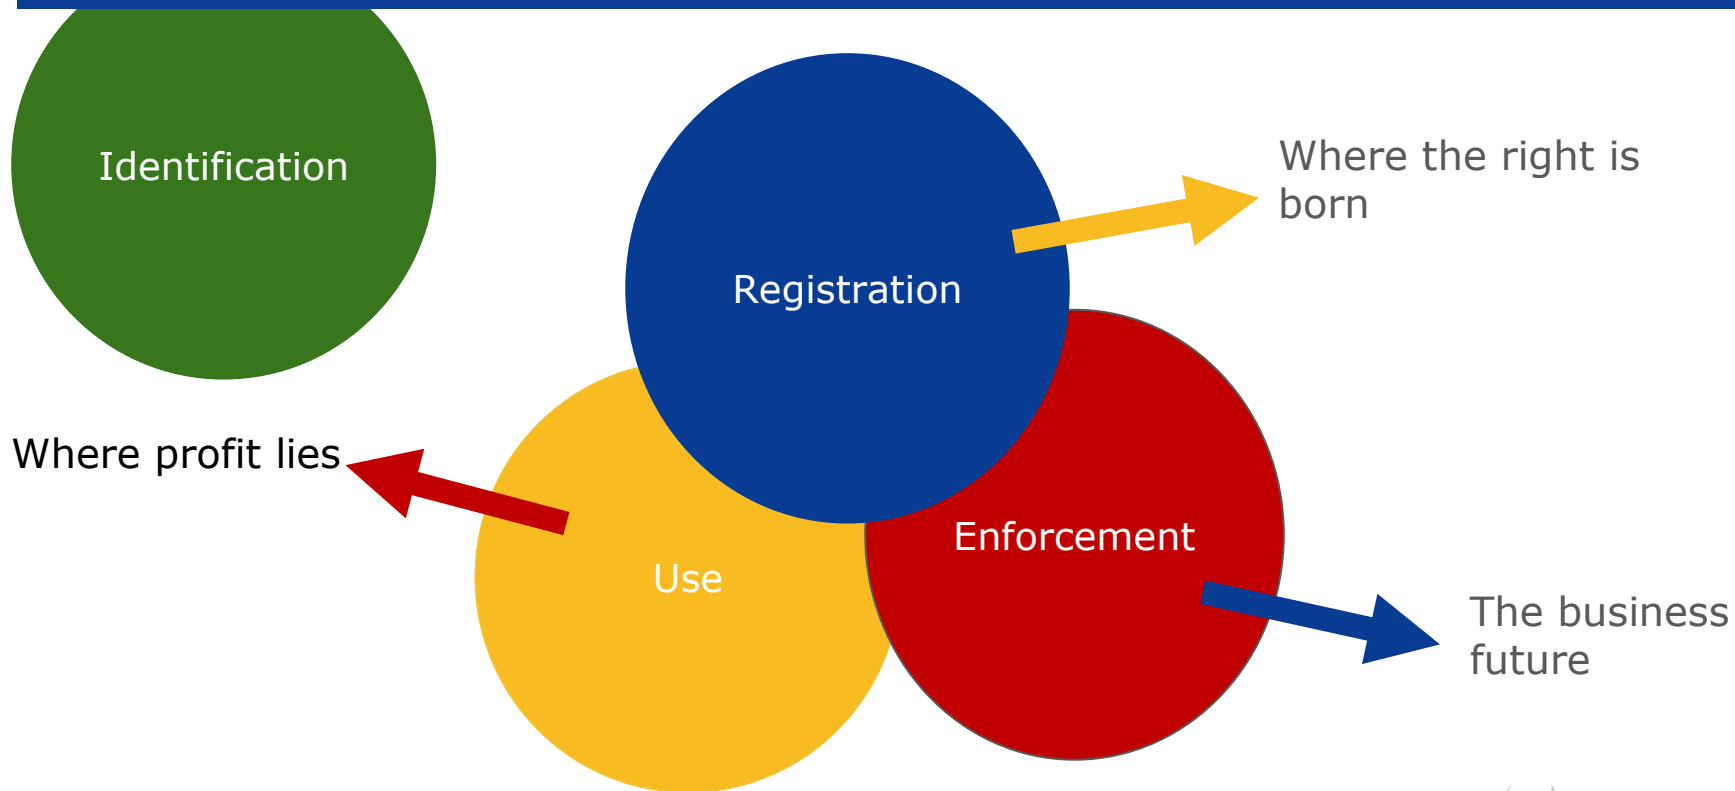 Identification
Where the right is
born
Registration
Where profit lies
Enforcement
Use
The business
future